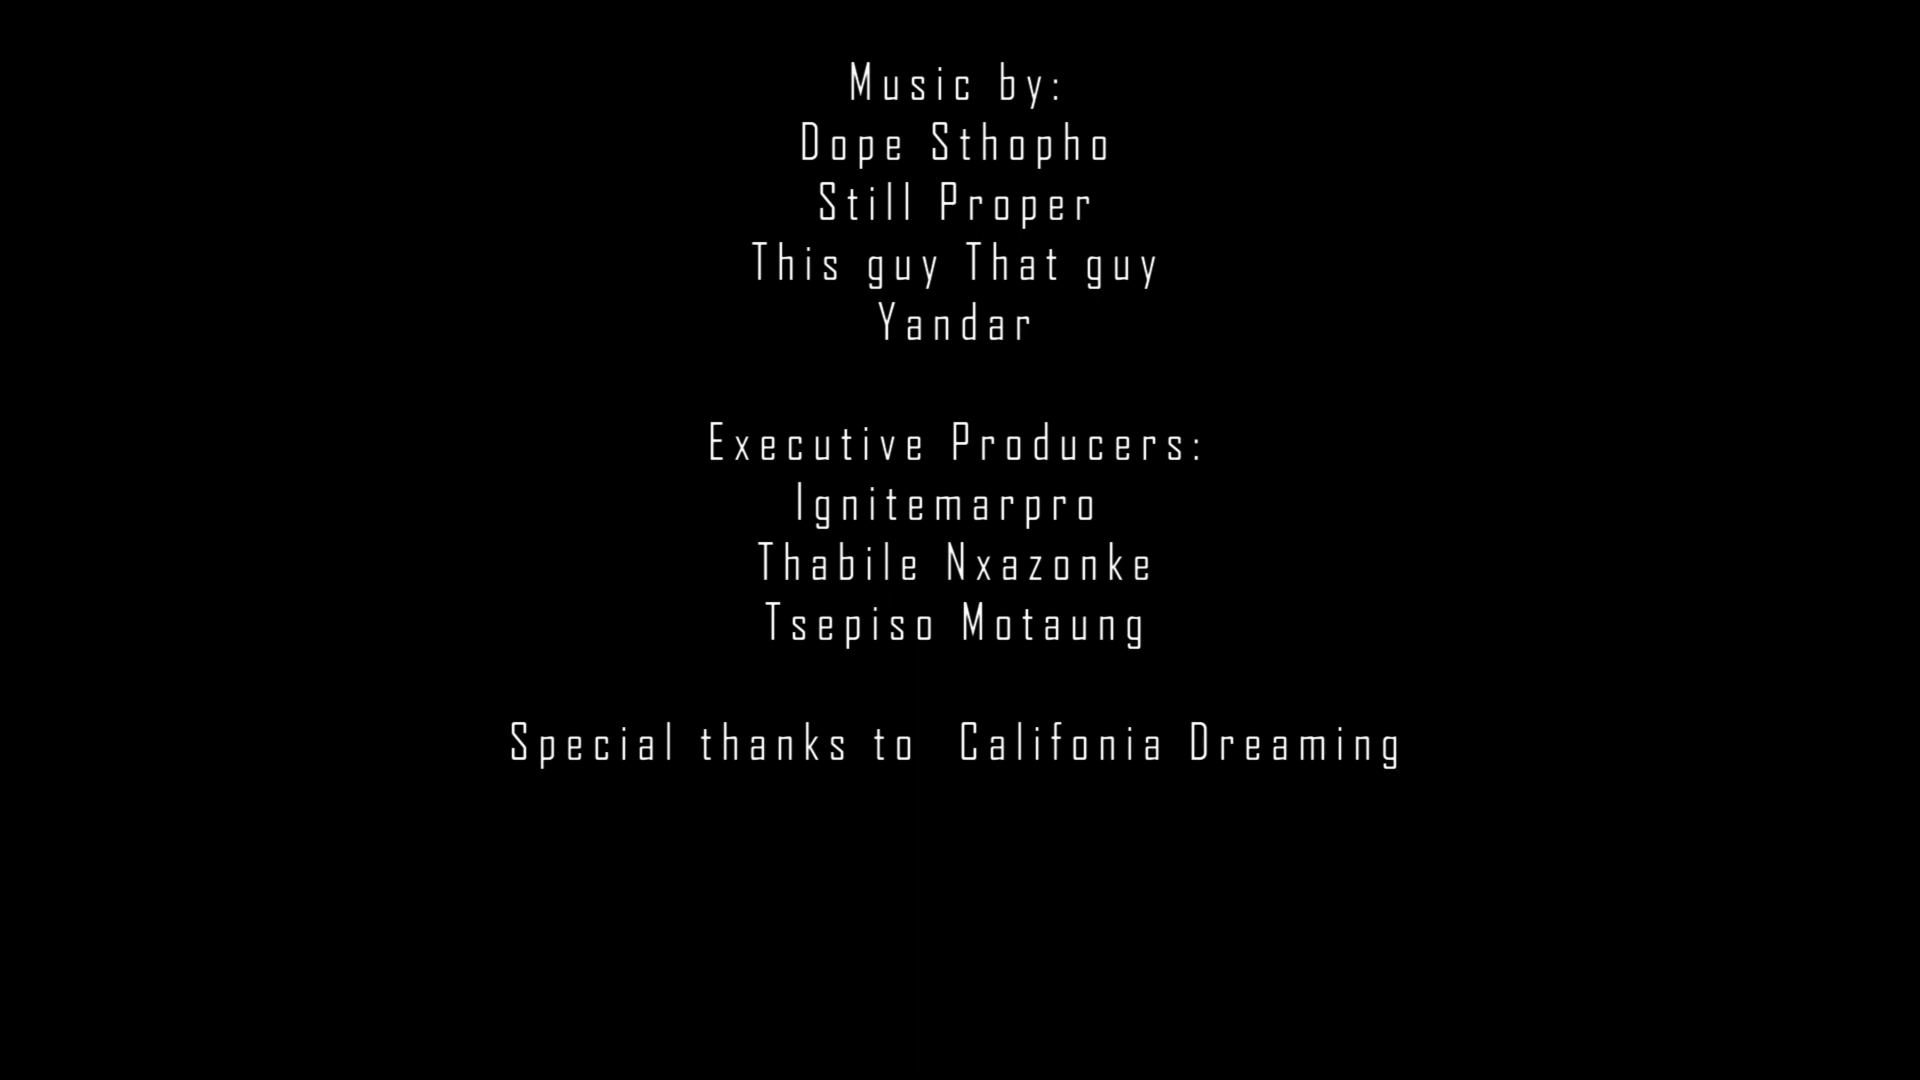 Music by:
Dope Sthopho
Still Proper
This guy That guy
Yandar
Executive Producers:
Ignitemarpro
Thabile Nxazonke
Tsepiso Motaung
Special thanks to  Califonia Dreaming